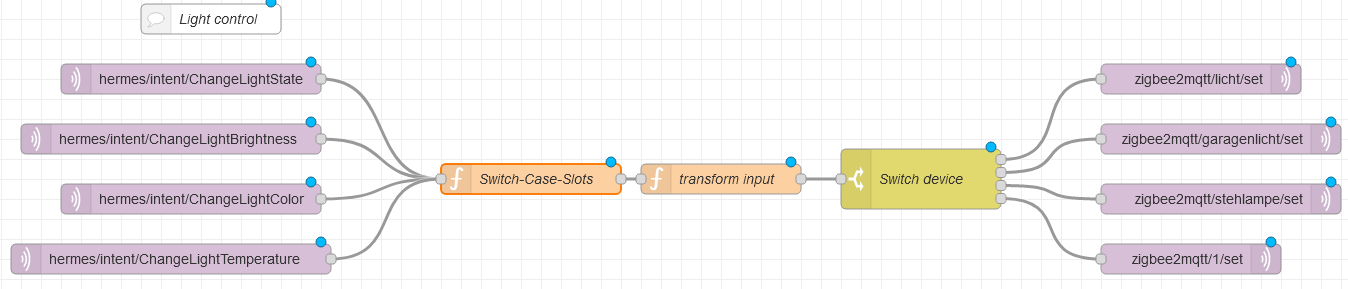 Light control
hermes/intent/ChangeLightState
hermes/intent/ChangeLightBrightness
hermes/intent/ChangeLightColor
hermes/intent/ChangeLightTemperature
Switch-Case-Slots
transform input
Switch device
zigbee2mqtt/licht/set
zigbee2mqtt/garagenlicht/set
zigbee2mqtt/stehlampe/set
zigbee2mqtt/1/set